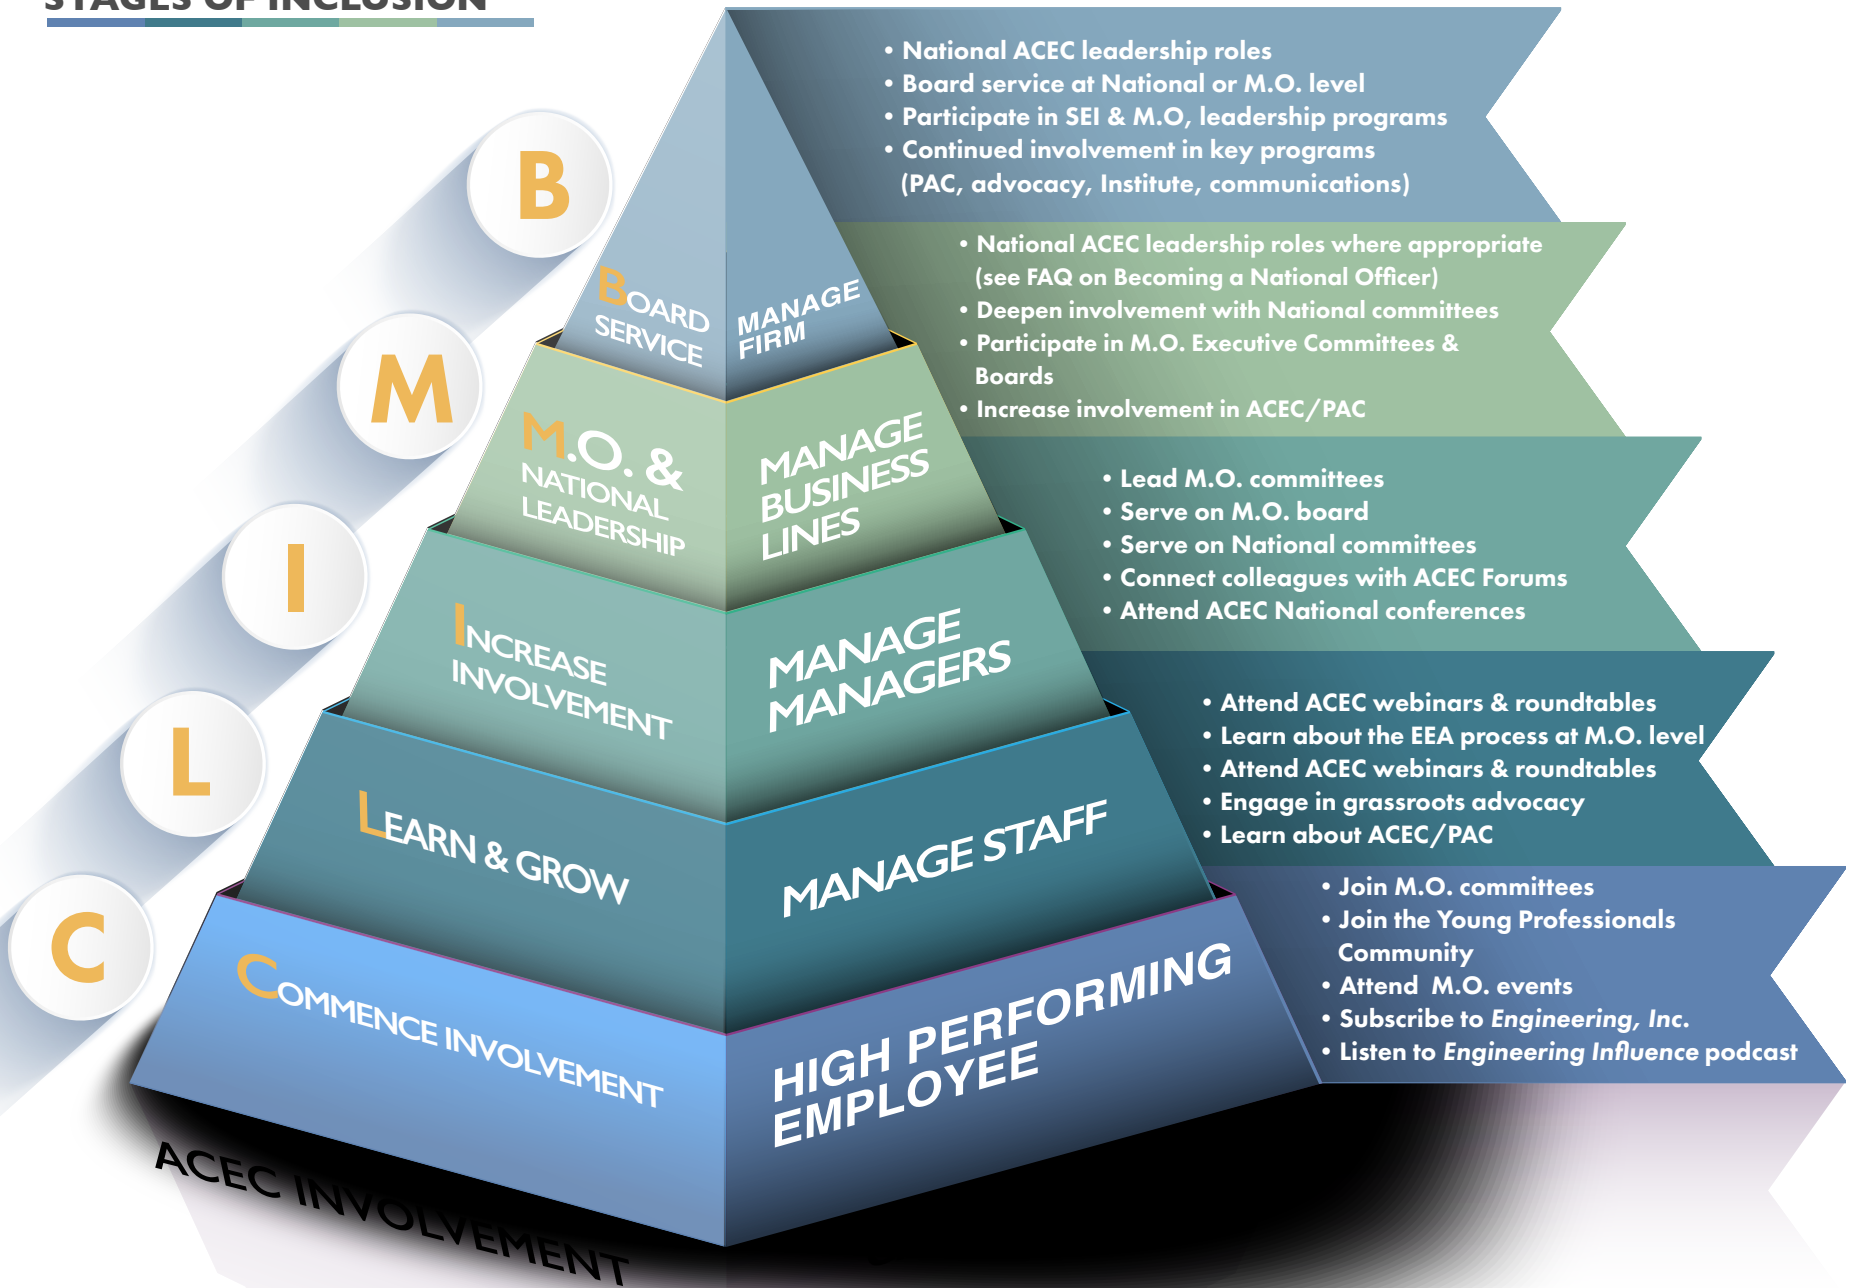 STAGES OF INCLUSION
B
M
I
L
C
BOARD
SERVICE
MANAGE
FIRM
• National ACEC leadership roles
• Board service at National or M.O. level
• Participate in SEI & M.O, leadership programs
• Continued involvement in key programs
(PAC, advocacy, Institute, communications)
M.O. &
NATIONAL
LEADERSHIP
MANAGE
BUSINESS
LINES
• National ACEC leadership roles where appropriate
(see FAQ on Becoming a National Officer)
• Deepen involvement with National committees
• Participate in M.O. Executive Committees &
Boards
• Increase involvement in ACEC/PAC
INCREASE
INVOLVEMENT
MANAGE
MANAGERS
• Lead M.O. committees
• Serve on M.O. board
• Serve on National committees
• Connect colleagues with ACEC Forums
• Attend ACEC National conferences
LEARN & GROW
MANAGE STAFF
• Attend ACEC webinars & roundtables
• Learn about the EEA process at M.O. level
• Attend ACEC webinars & roundtables
• Engage in grassroots advocacy
• Learn about ACEC/PAC
COMMENCE INVOLVEMENT
HIGH PERFORMING
EMPLOYEE
• Join M.O. committees
• Join the Young Professionals
Community
• Attend M.O. events
• Subscribe to Engineering, Inc.
• Listen to Engineering Influence podcast
ACEC INVOLVEMENT